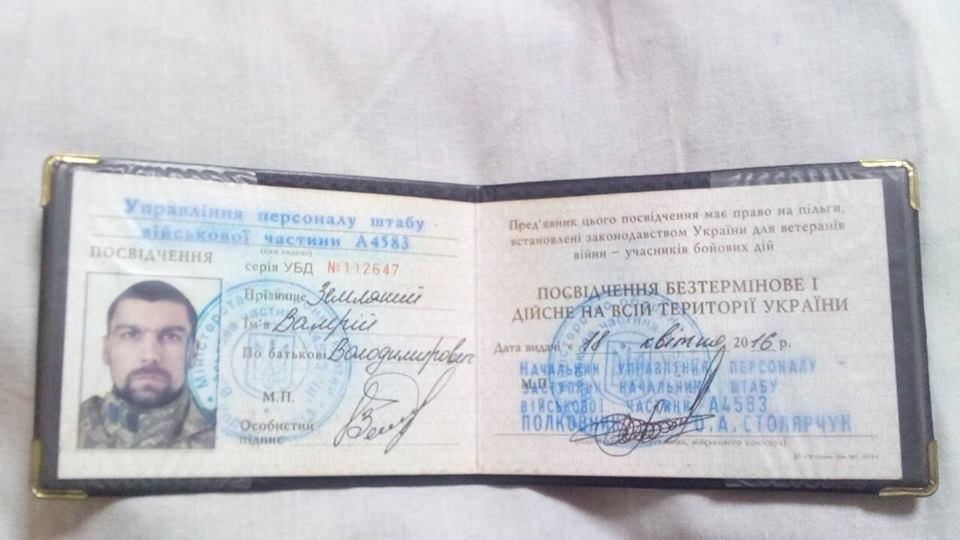 Управління персоналу штабу
військової частини А4583
(ким видано)
ПОСВІДЧЕННЯ
серія УБД №112647
Прізвище Земляний
Ім'я Валерій
По батькові Володимирович
М.П.
Особистий
підпис
Пред'явник цього посвідчення має право на пільги,
встановлені законодавством України для ветеранів
війни – учасників бойових дій
ПОСВІДЧЕННЯ БЕЗТЕРМІНОВЕ І
ДІЙСНЕ НА ВСІЙ ТЕРИТОРІЇ УКРАЇНИ
Дата видачі « 18 » квітня 2016 р.
НАЧАЛЬНИК УПРАВЛІННЯ ПЕРСОНАЛУ -
М.П.
ЗАСТУПНИК НАЧАЛЬНИКА ШТАБУ
ВІЙСЬКОВОЇ ЧАСТИНИ А4583
ПОЛКОВНИК О.А.СТОЛЯРЧУК
військового комісара)